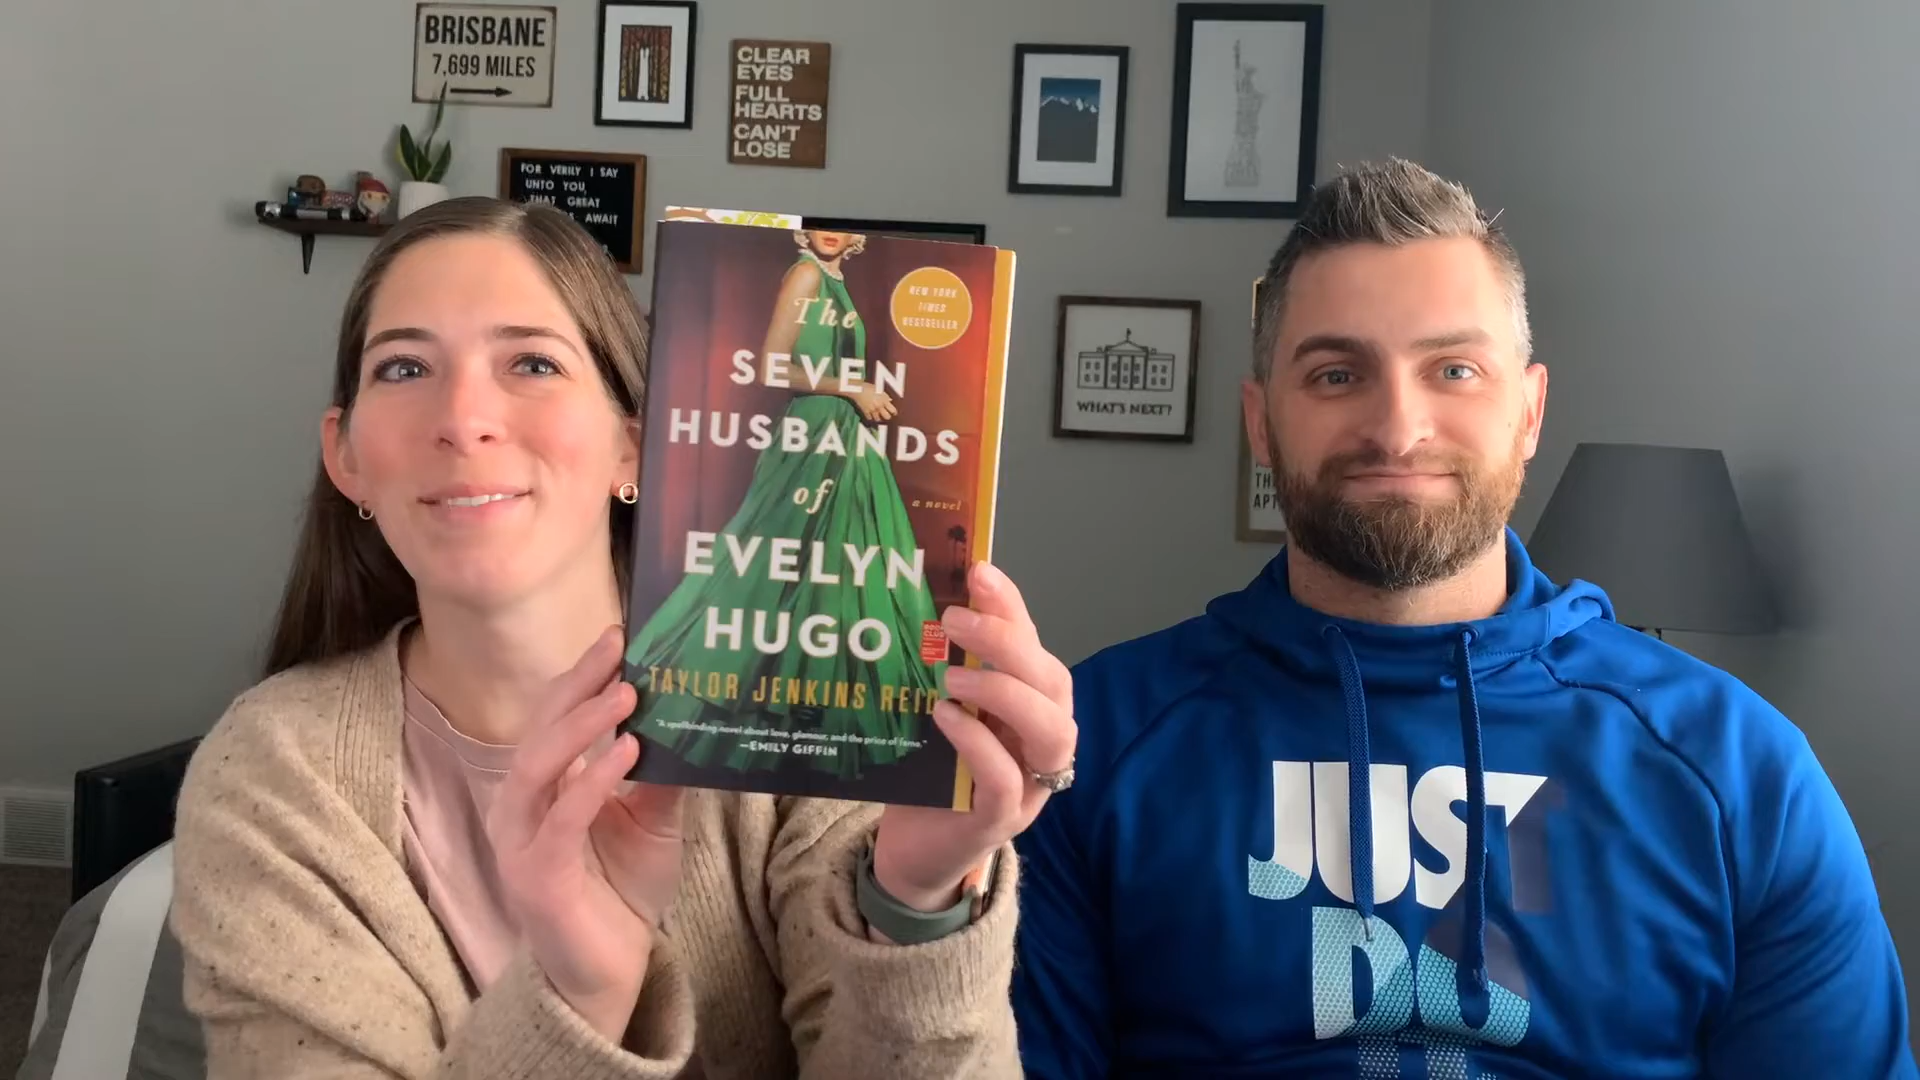 BRISBANE
7,699 MILES
CLEAR
EYES
FULL
HEARTS
CAN'T
LOSE
FOR VERILY I SAY
UNTO YOU,
THAT GREAT
AWAIT
WHAT'S NEXT?
The
SEVEN
HUSBANDS
of
EVELYN
HUGO
a novel
NEW YORK
TIMES
BESTSELLER
BOOK
CLUB
TAYLOR JENKINS REID
"A spellbinding novel about love, glamour, and the price of fame."
—EMILY GIFFIN
JUST
DO